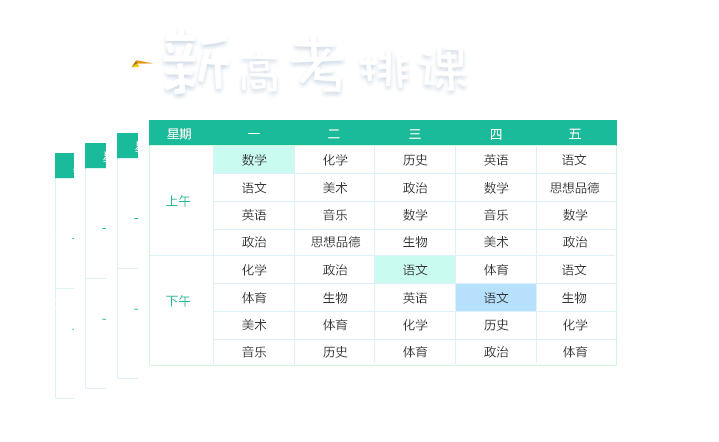 新高考排课
星期 一 二 三 四 五
上午
数学 化学 历史 英语 语文
语文 美术 政治 数学 思想品德
英语 音乐 数学 音乐 数学
政治 思想品德 生物 美术 政治
下午
化学 政治 语文 体育 语文
体育 生物 英语 语文 生物
美术 体育 化学 历史 化学
音乐 历史 体育 政治 体育